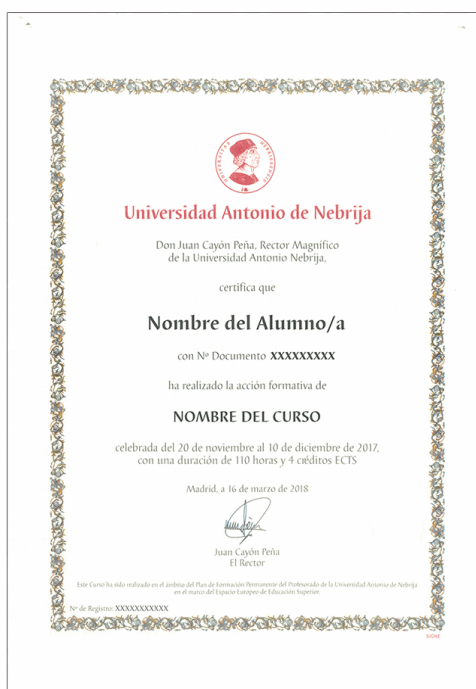 Universidad Antonio de Nebrija
Don Juan Cayón Peña, Rector Magnífico
de la Universidad Antonio Nebrija,
certifica que
Nombre del Alumno/a
con Nº Documento XXXXXXXXX
ha realizado la acción formativa de
NOMBRE DEL CURSO
celebrada del 20 de noviembre al 10 de diciembre de 2017,
con una duración de 110 horas y 4 créditos ECTS
Madrid, a 16 de marzo de 2018
Juan Cayón Peña
El Rector
Este Curso ha sido realizado en el ámbito del Plan de Formación Permanente del Profesorado de la Universidad Antonio de Nebrija
en el marco del Espacio Europeo de Educación Superior.
Nº de Registro: XXXXXXXXXXX